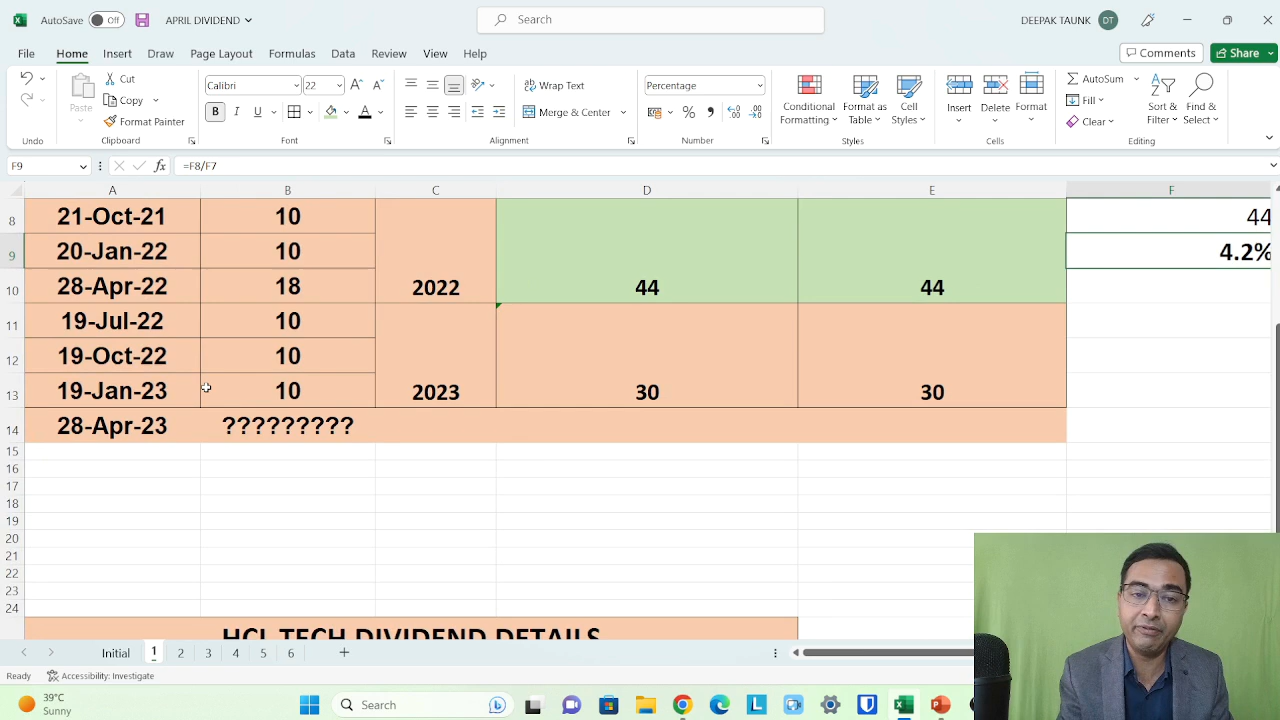 AutoSave Off APRIL DIVIDEND Search DEEPAK TAUNK DT
File Home Insert Draw Page Layout Formulas Data Review View Help Comments Share
Paste Cut Copy Format Painter
Calibri 22 B I U A
Wrap Text
Merge & Center
Percentage
Conditional Formatting Format as Table Cell Styles
Insert Delete Format
AutoSum Fill Clear
Sort & Filter Find & Select
Undo Clipboard Font Alignment Number Styles Cells Editing
F9 fx =F8/F7
A B C D E F
8 21-Oct-21 10 44
9 20-Jan-22 10 4.2%
10 28-Apr-22 18 2022 44 44
11 19-Jul-22 10
12 19-Oct-22 10
13 19-Jan-23 10 2023 30 30
14 28-Apr-23 ?????????
15
16
17
18
19
20
21
22
23
24
HCL TECH DIVIDEND DETAILS
Initial 1 2 3 4 5 6
Ready Accessibility: Investigate
39°C
Sunny
Search